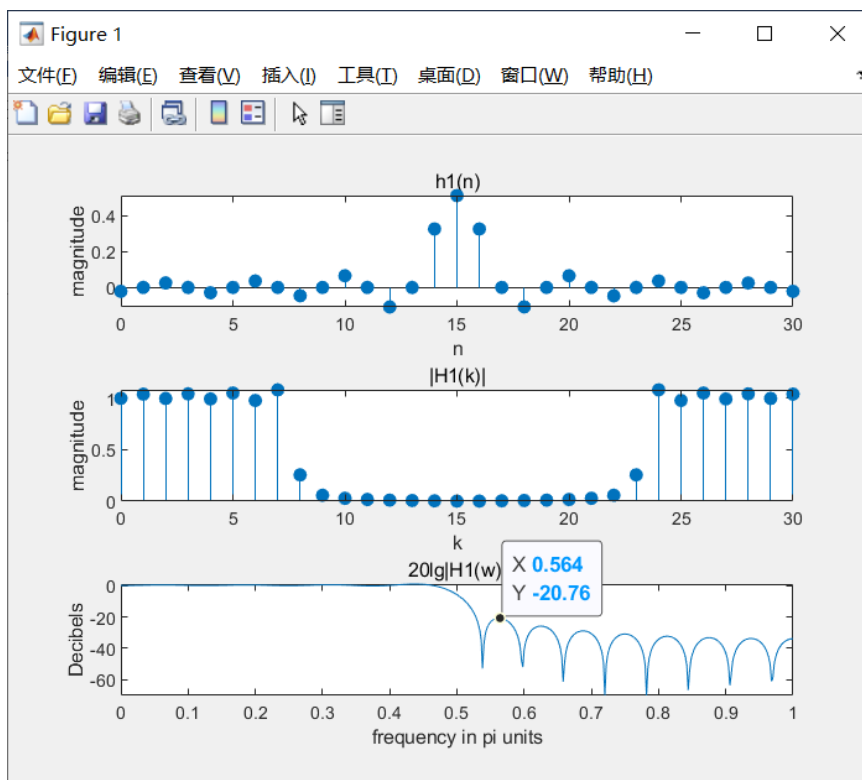 Figure 1
文件(F) 编辑(E) 查看(V) 插入(I) 工具(T) 桌面(D) 窗口(W) 帮助(H)
h1(n)
magnitude
0.4
0.2
0
0 5 10 15 20 25 30
n
|H1(k)|
magnitude
1
0.5
0
0 5 10 15 20 25 30
k
20lg|H1(w)
X 0.564
Y -20.76
Decibels
0
-20
-40
-60
0 0.1 0.2 0.3 0.4 0.5 0.6 0.7 0.8 0.9 1
frequency in pi units